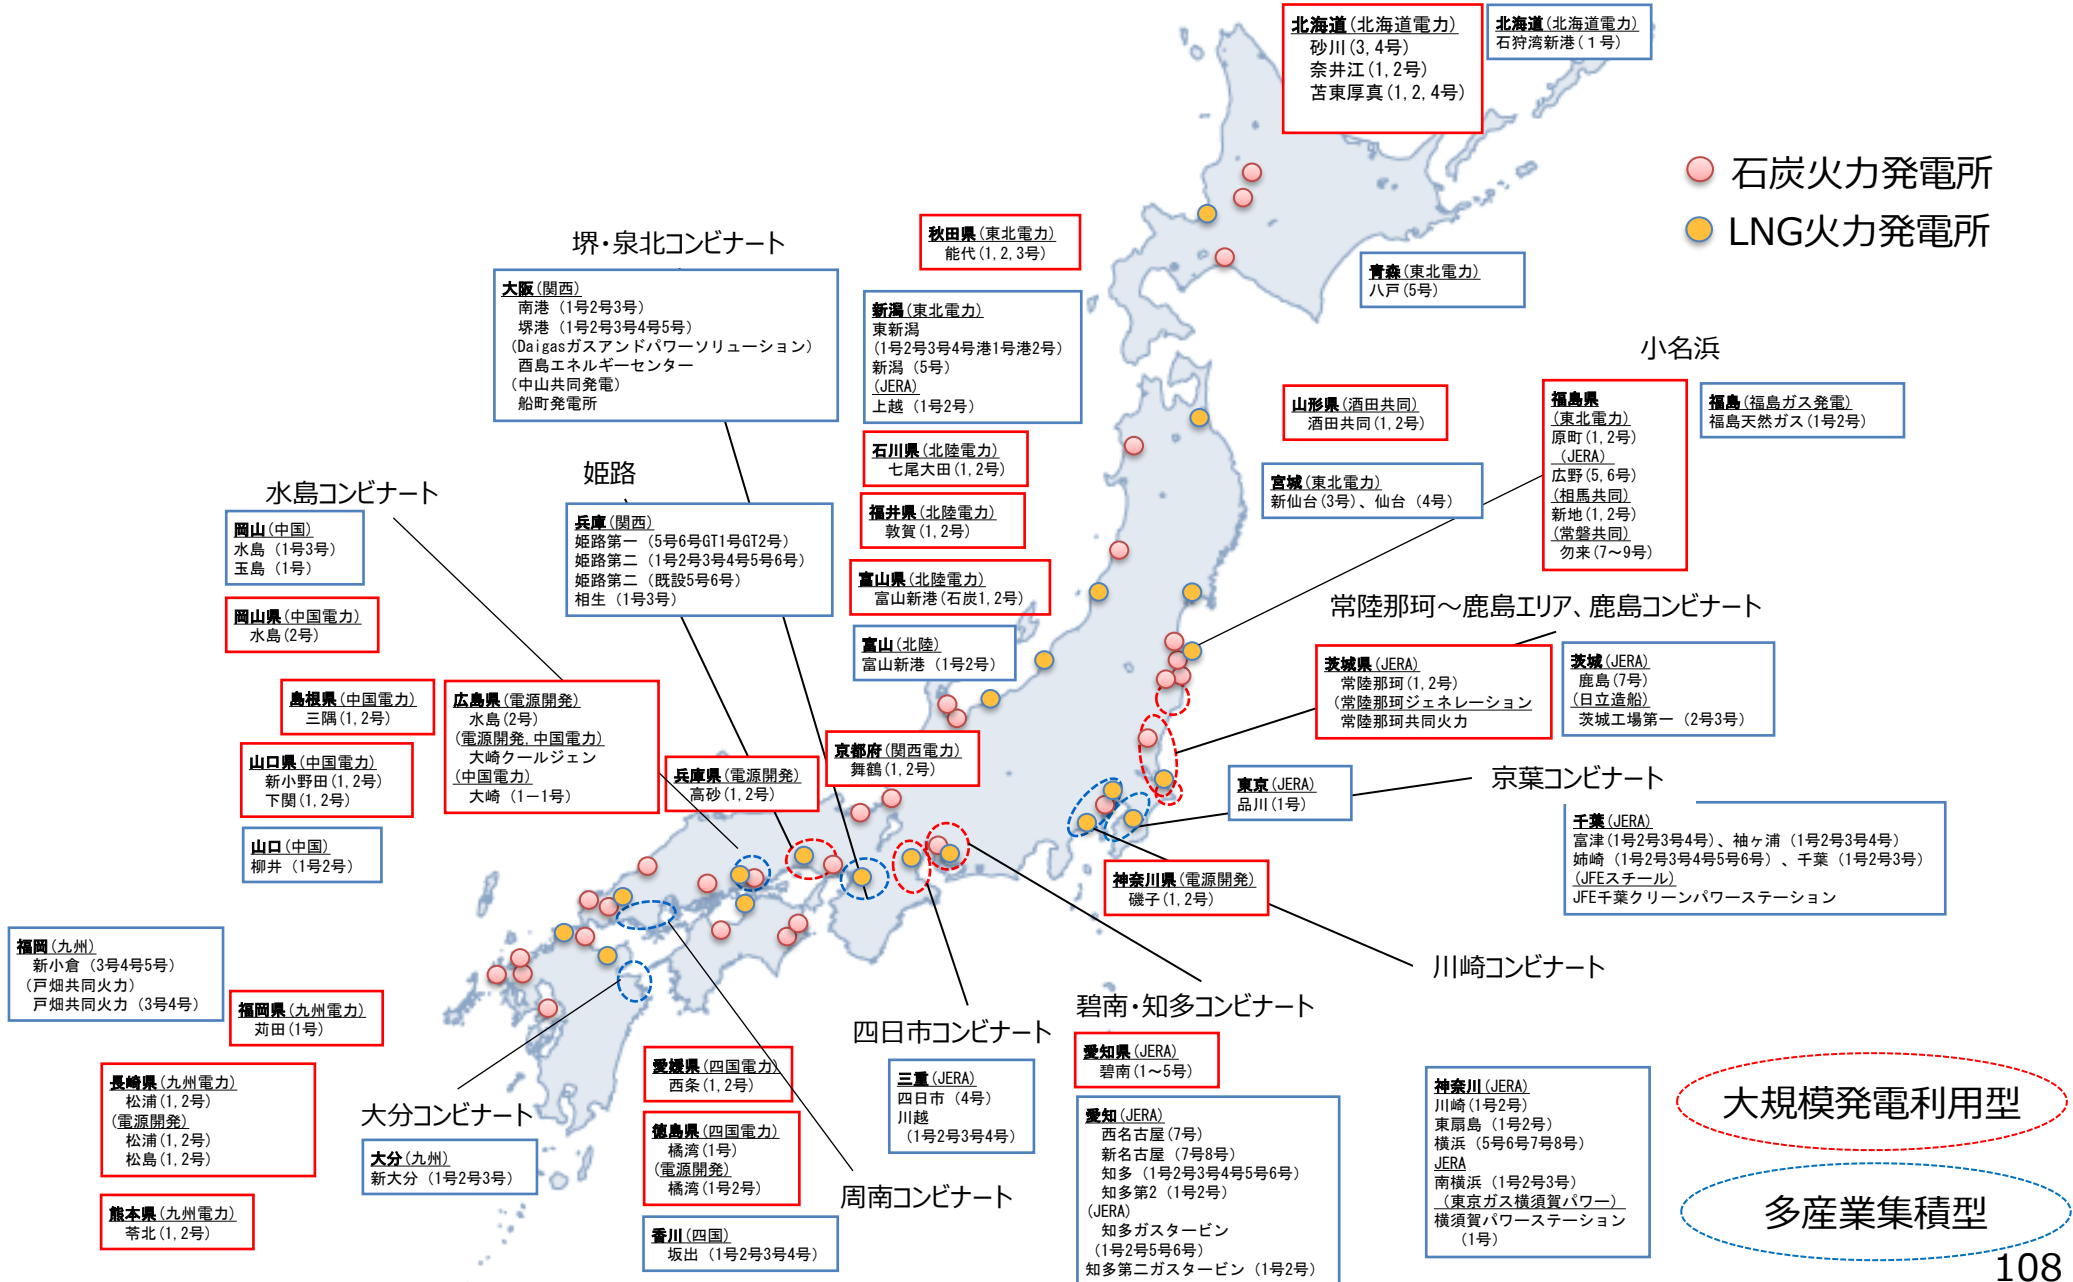 北海道(北海道電力)
砂川(3,4号)
奈井江(1,2号)
苫東厚真(1,2,4号)
北海道(北海道電力)
石狩湾新港(1号)
石炭火力発電所
LNG火力発電所
秋田県(東北電力)
能代(1,2,3号)
青森(東北電力)
八戸(5号)
堺・泉北コンビナート
大阪(関西)
南港(1号2号3号)
堺港(1号2号3号4号5号)
(Daigasガスアンドパワーソリューション)
酉島エネルギーセンター
(中山共同発電)
船町発電所
新潟(東北電力)
東新潟
(1号2号3号4号港1号港2号)
新潟(5号)
(JERA)
上越(1号2号)
小名浜
福島県
(東北電力)
原町(1,2号)
(JERA)
広野(5,6号)
(相馬共同)
新地(1,2号)
(常磐共同)
勿来(7～9号)
福島(福島ガス発電)
福島天然ガス(1号2号)
山形県(酒田共同)
酒田共同(1,2号)
宮城(東北電力)
新仙台(3号)、仙台(4号)
石川県(北陸電力)
七尾大田(1,2号)
福井県(北陸電力)
敦賀(1,2号)
富山県(北陸電力)
富山新港(石炭1,2号)
富山(北陸)
富山新港(1号2号)
姫路
兵庫(関西)
姫路第一(5号6号GT1号GT2号)
姫路第二(1号2号3号4号5号6号)
姫路第二(既設5号6号)
相生(1号3号)
水島コンビナート
岡山(中国)
水島(1号3号)
玉島(1号)
岡山県(中国電力)
水島(2号)
島根県(中国電力)
三隅(1,2号)
広島県(電源開発)
水島(2号)
(電源開発,中国電力)
大崎クールジェン
(中国電力)
大崎(1－1号)
山口県(中国電力)
新小野田(1,2号)
下関(1,2号)
山口(中国)
柳井(1号2号)
兵庫県(電源開発)
高砂(1,2号)
京都府(関西電力)
舞鶴(1,2号)
常陸那珂～鹿島エリア、鹿島コンビナート
茨城県(JERA)
常陸那珂(1,2号)
(常陸那珂ジェネレーション
常陸那珂共同火力
茨城(JERA)
鹿島(7号)
(日立造船)
茨城工場第一(2号3号)
東京(JERA)
品川(1号)
京葉コンビナート
千葉(JERA)
富津(1号2号3号4号)、袖ヶ浦(1号2号3号4号)
姉崎(1号2号3号4号5号6号)、千葉(1号2号3号)
(JFEスチール)
JFE千葉クリーンパワーステーション
神奈川県(電源開発)
磯子(1,2号)
川崎コンビナート
神奈川(JERA)
川崎(1号2号)
東扇島(1号2号)
横浜(5号6号7号8号)
JERA
南横浜(1号2号3号)
(東京ガス横須賀パワー)
横須賀パワーステーション
(1号)
碧南・知多コンビナート
愛知県(JERA)
碧南(1～5号)
愛知(JERA)
西名古屋(7号)
新名古屋(7号8号)
知多(1号2号3号4号5号6号)
知多第2(1号2号)
(JERA)
知多ガスタービン
(1号2号5号6号)
知多第二ガスタービン(1号2号)
四日市コンビナート
三重(JERA)
四日市(4号)
川越
(1号2号3号4号)
周南コンビナート
愛媛県(四国電力)
西条(1,2号)
徳島県(四国電力)
橘湾(1号)
(電源開発)
橘湾(1号2号)
香川(四国)
坂出(1号2号3号4号)
大分コンビナート
大分(九州)
新大分(1号2号3号)
福岡(九州)
新小倉(3号4号5号)
(戸畑共同火力)
戸畑共同火力(3号4号)
福岡県(九州電力)
苅田(1号)
長崎県(九州電力)
松浦(1,2号)
(電源開発)
松浦(1,2号)
松島(1,2号)
熊本県(九州電力)
苓北(1,2号)
大規模発電利用型
多産業集積型
108